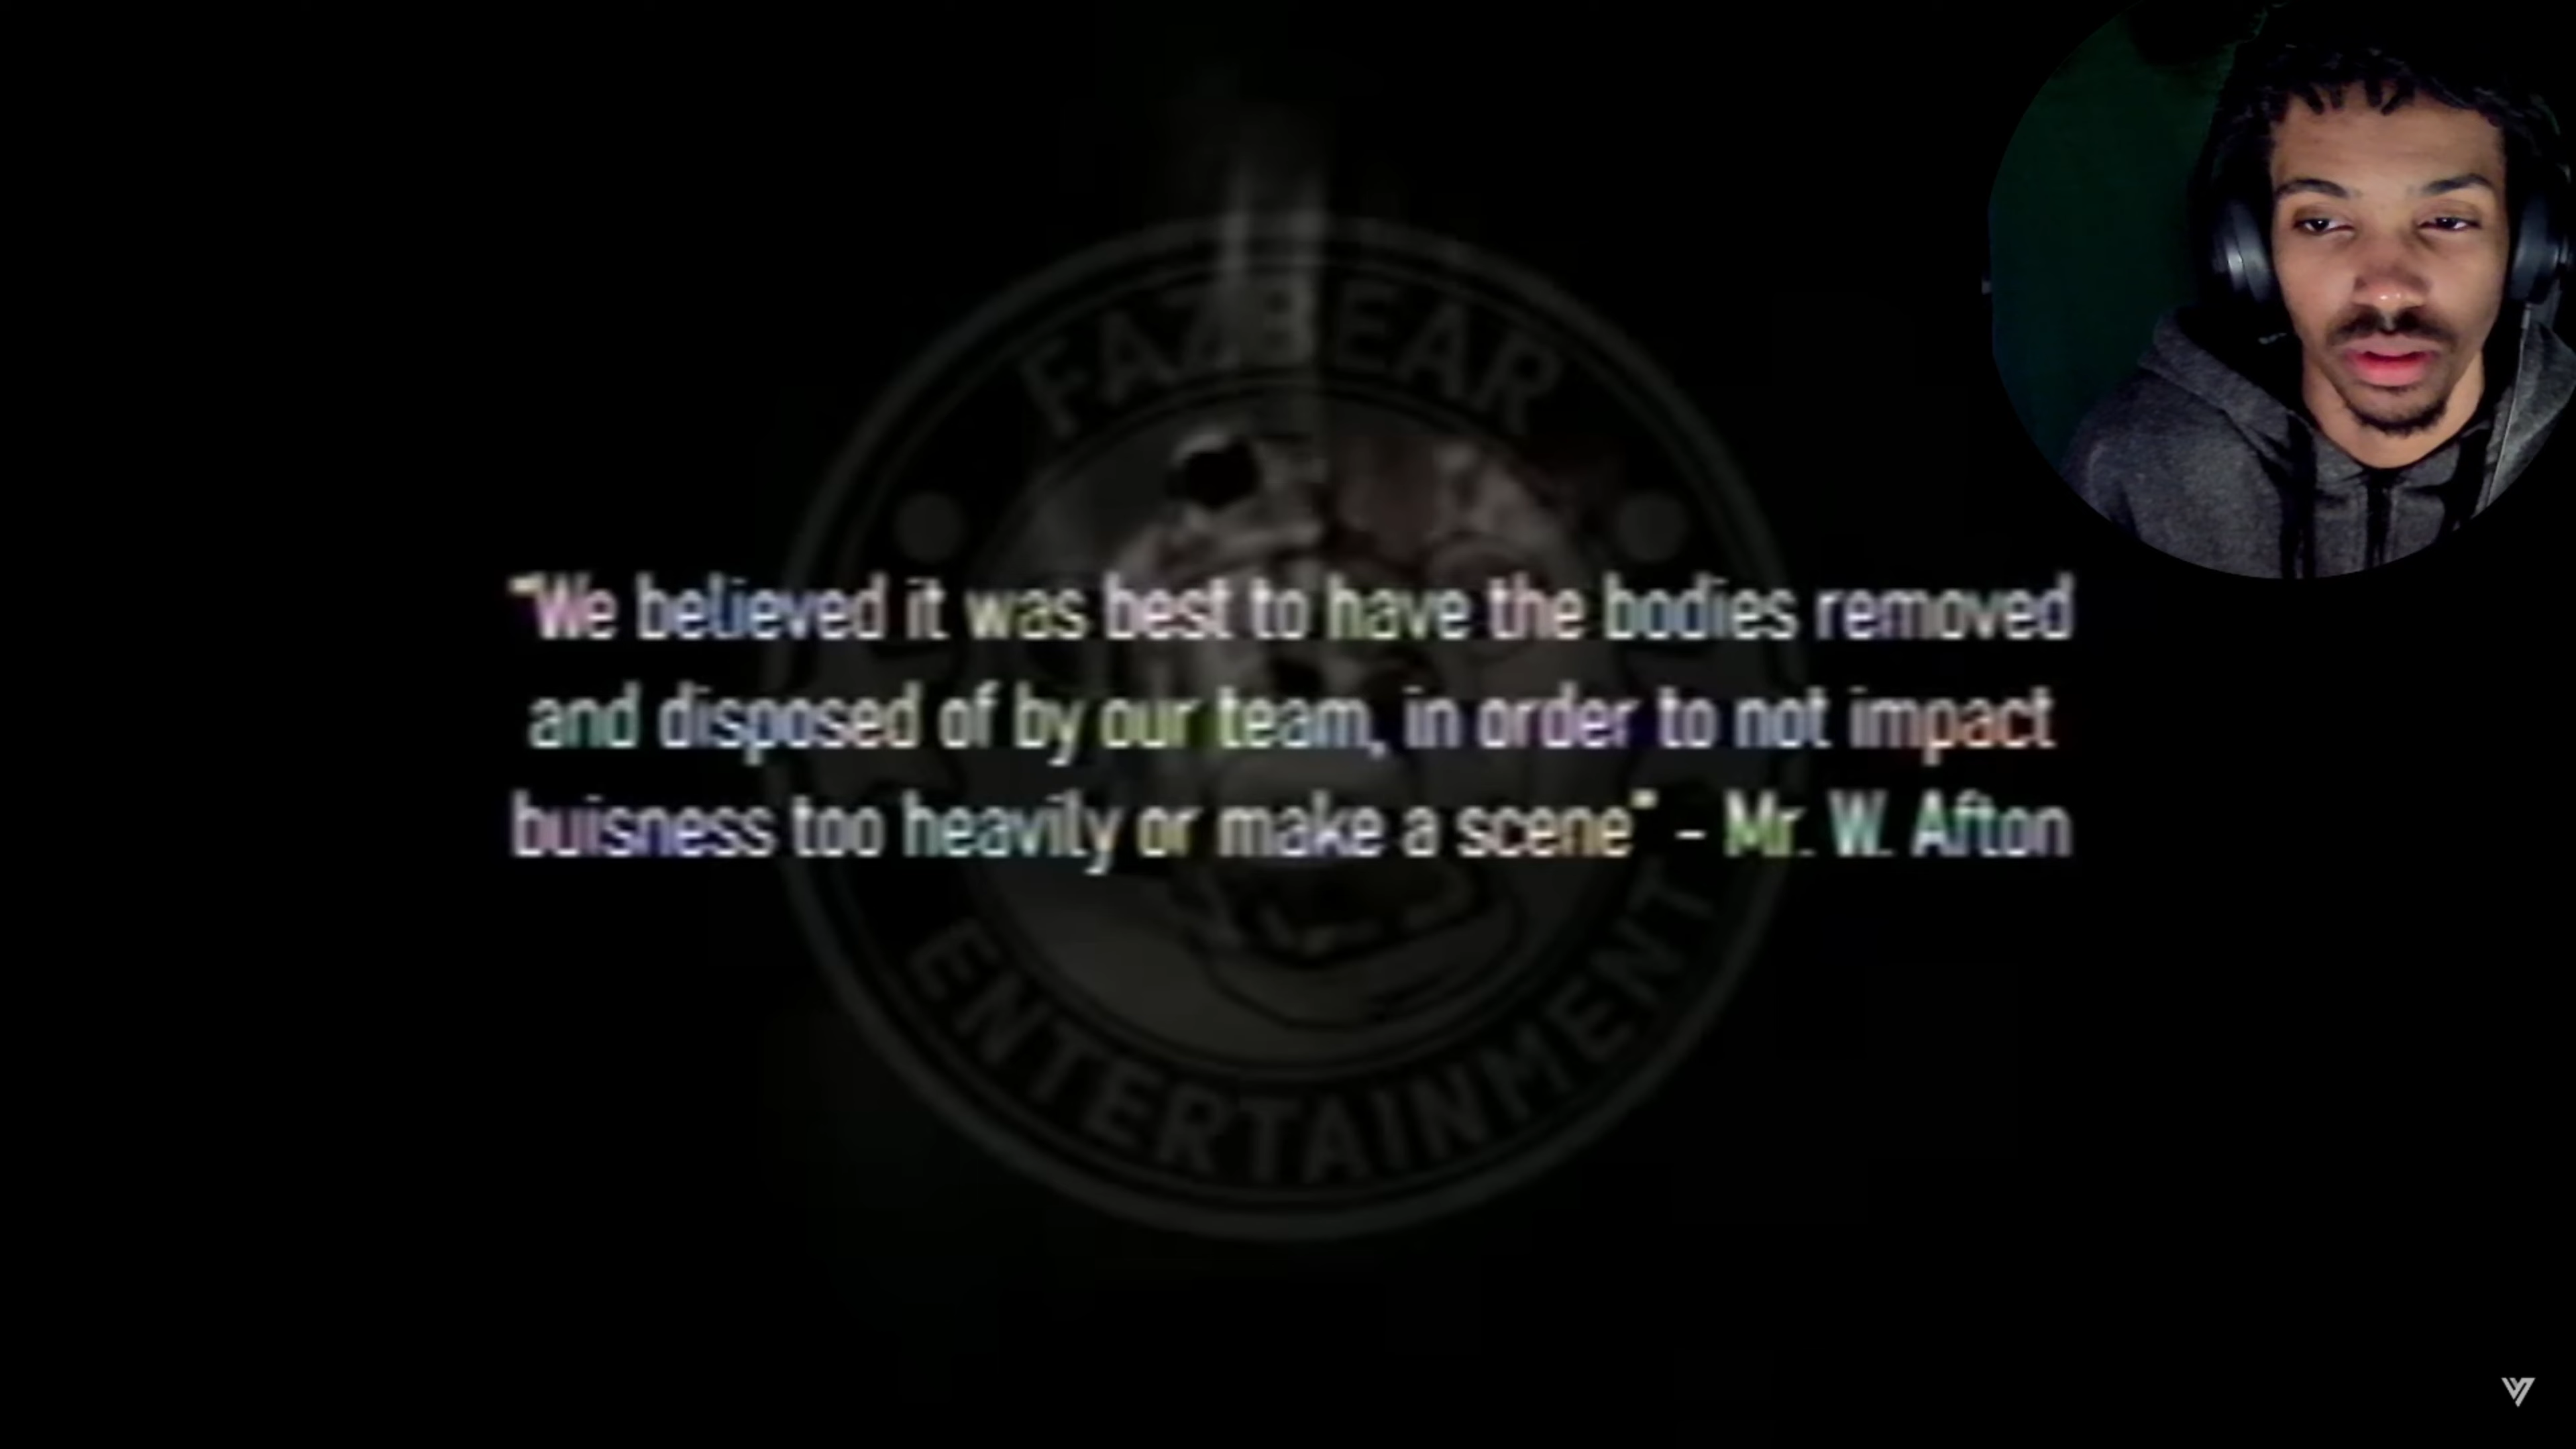 FAZBEAR
"We believed it was best to have the bodies removed
and disposed of by our team, in order to not impact
buisness too heavily or make a scene" - Mr. W. Afton
ENTERTAINMENT